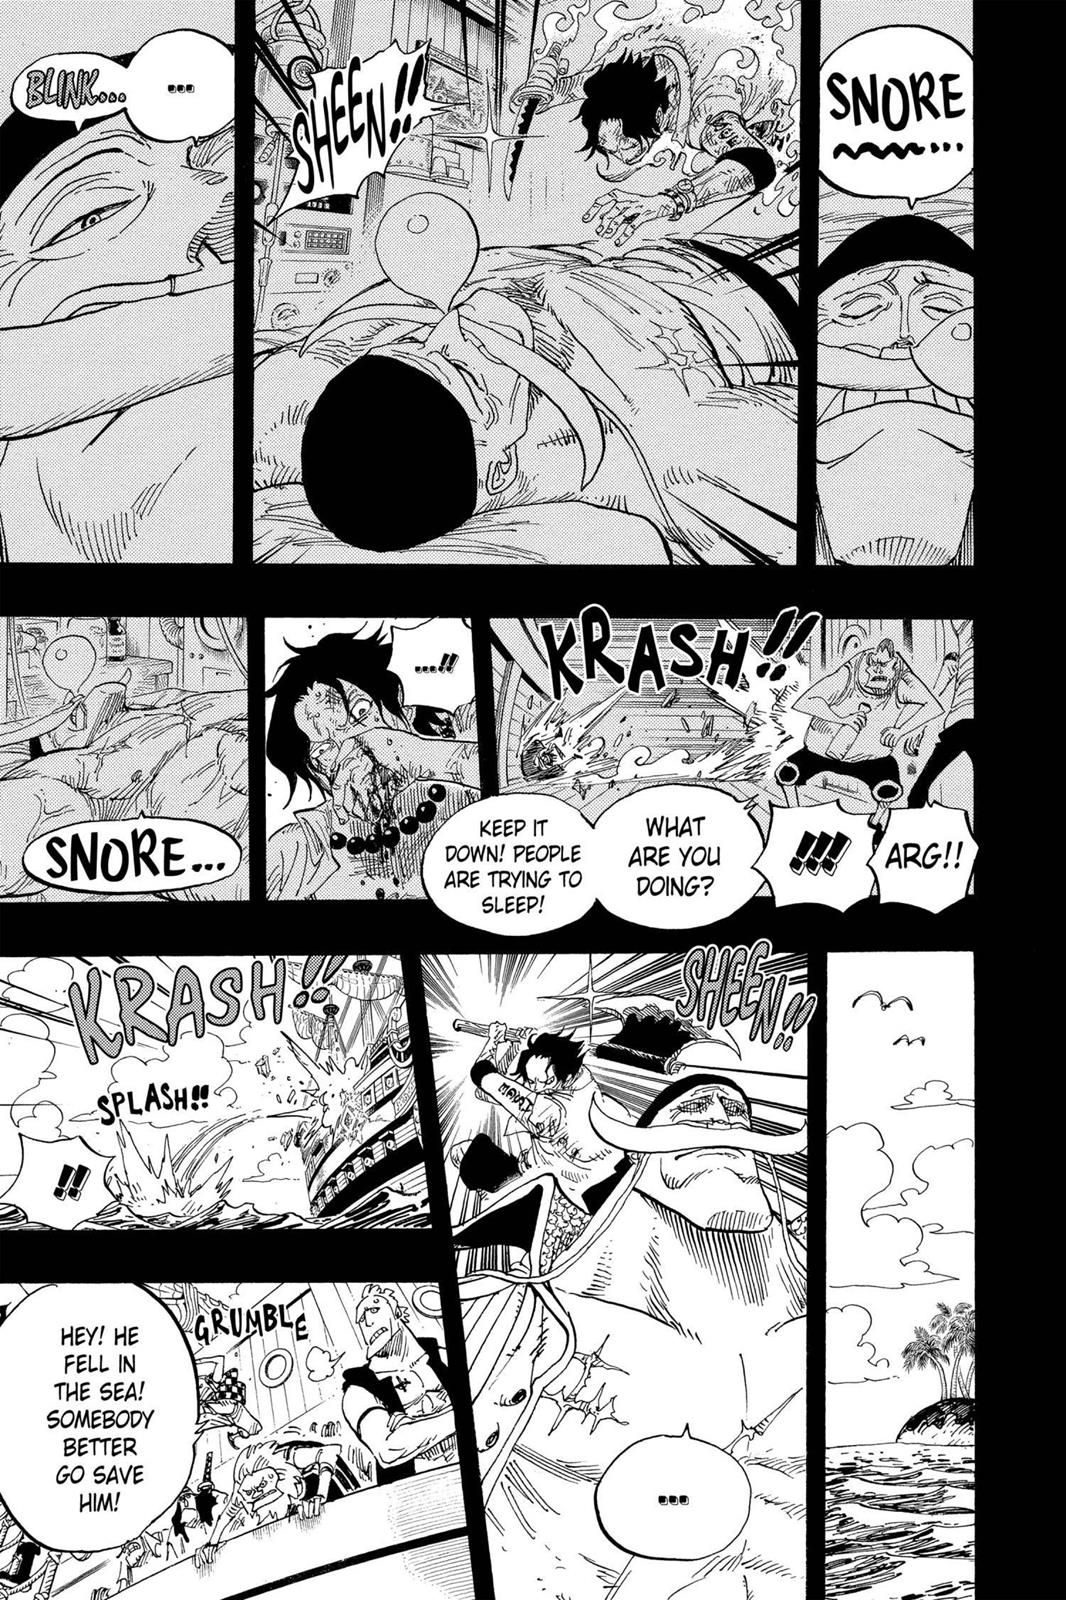 SNORE
...
SHEEN!!
...
BLINK...
KRASH!!
ARG!!
!!!
WHAT
ARE YOU
DOING?
KEEP IT
DOWN! PEOPLE
ARE TRYING TO
SLEEP!
...!!
SNORE...
SHEEN!!
...
KRASH!!
SPLASH!!
!!
GRUMBLE
HEY! HE
FELL IN
THE SEA!
SOMEBODY
BETTER
GO SAVE
HIM!